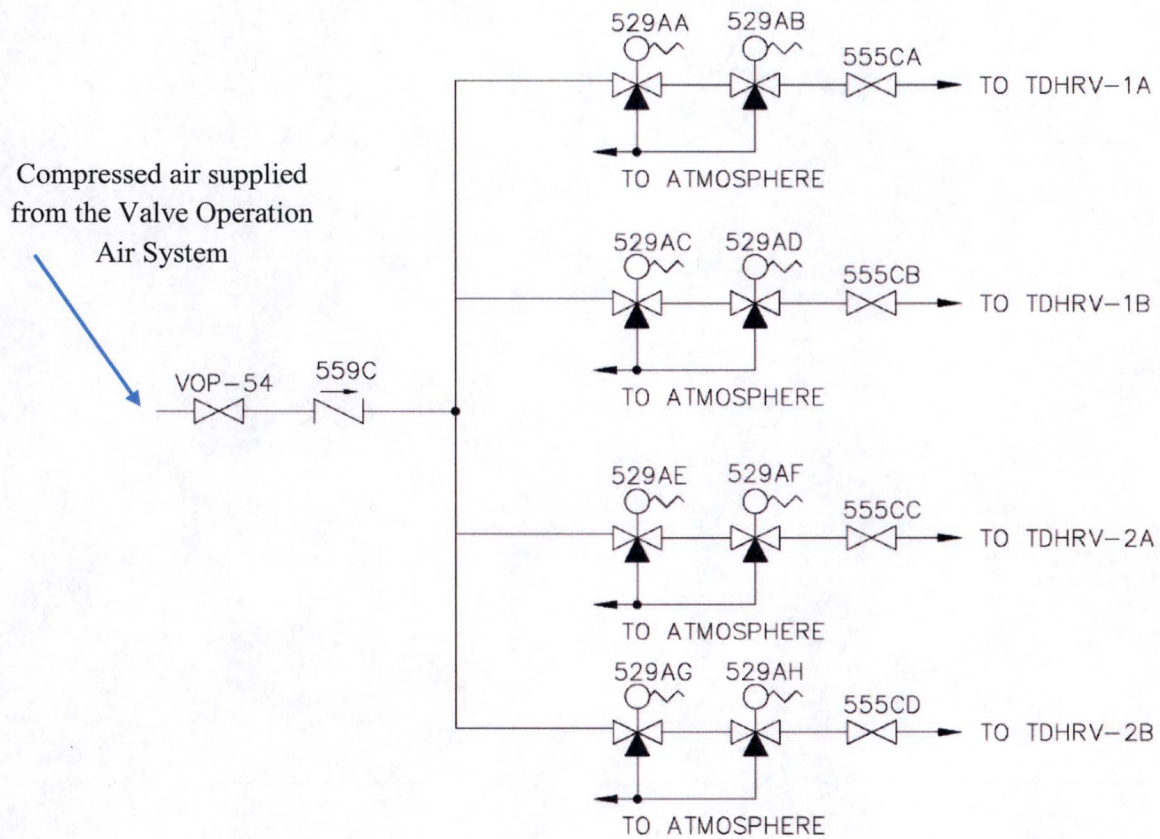 529AA 529AB
555CA
TO TDHRV-1A
TO ATMOSPHERE
Compressed air supplied
from the Valve Operation
Air System
529AC 529AD
555CB
TO TDHRV-1B
TO ATMOSPHERE
VOP-54 559C
529AE 529AF
555CC
TO TDHRV-2A
TO ATMOSPHERE
529AG 529AH
555CD
TO TDHRV-2B
TO ATMOSPHERE